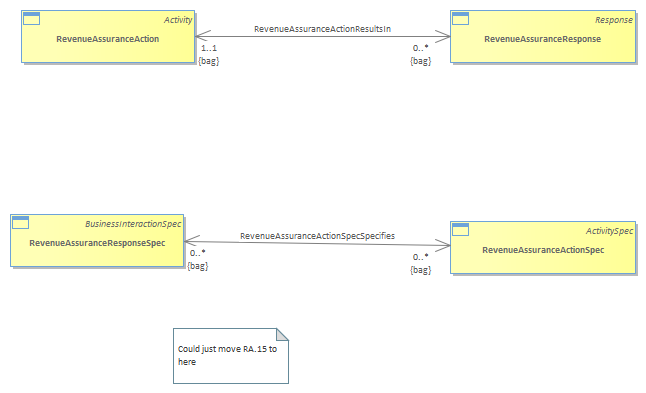 Activity
RevenueAssuranceAction
RevenueAssuranceActionResultsIn
1..1
{bag}
0..*
{bag}
Response
RevenueAssuranceResponse
BusinessInteractionSpec
RevenueAssuranceResponseSpec
RevenueAssuranceActionSpecSpecifies
0..*
{bag}
0..*
{bag}
ActivitySpec
RevenueAssuranceActionSpec
Could just move RA.15 to
here